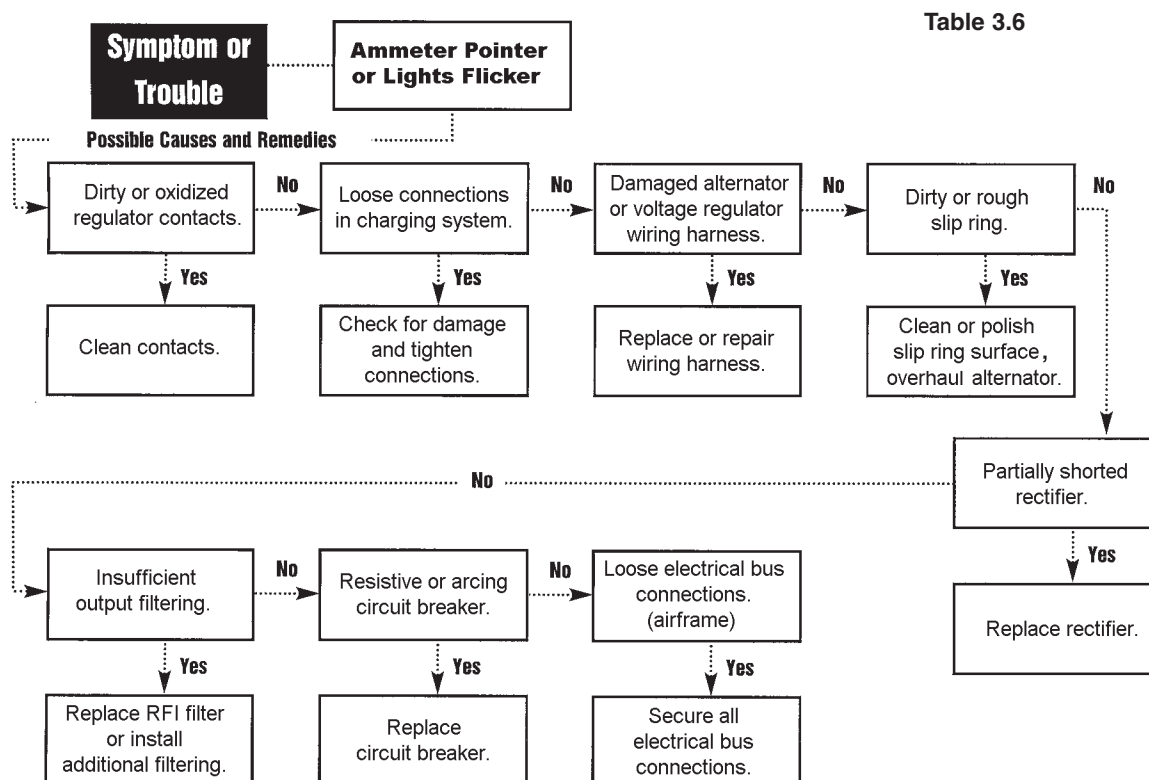 Table 3.6
Symptom or
Trouble
Ammeter Pointer
or Lights Flicker
Possible Causes and Remedies
Dirty or oxidized
regulator contacts.
No
Loose connections
in charging system.
No
Damaged alternator
or voltage regulator
wiring harness.
No
Dirty or rough
slip ring.
No
Yes
Yes
Yes
Yes
Clean contacts.
Check for damage
and tighten
connections.
Replace or repair
wiring harness.
Clean or polish
slip ring surface,
overhaul alternator.
Partially shorted
rectifier.
No
Yes
Replace rectifier.
Insufficient
output filtering.
No
Resistive or arcing
circuit breaker.
No
Loose electrical bus
connections.
(airframe)
Yes
Yes
Yes
Replace RFI filter
or install
additional filtering.
Replace
circuit breaker.
Secure all
electrical bus
connections.